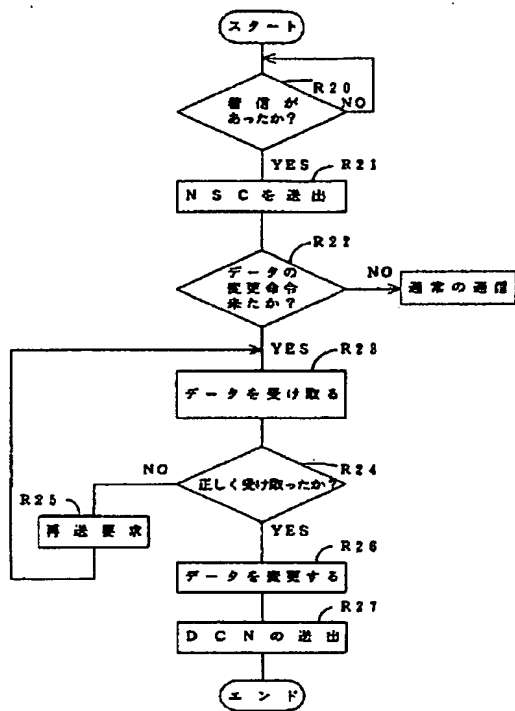 スタート
R20
着信が
あったか?
NO
YES
R21
NSCを送出
R22
データの
変更命令
来たか?
NO
通常の通信
YES
R23
データを受け取る
R24
正しく受け取ったか?
NO
R25
再送要求
YES
R26
データを変更する
R27
DCNの送出
エンド